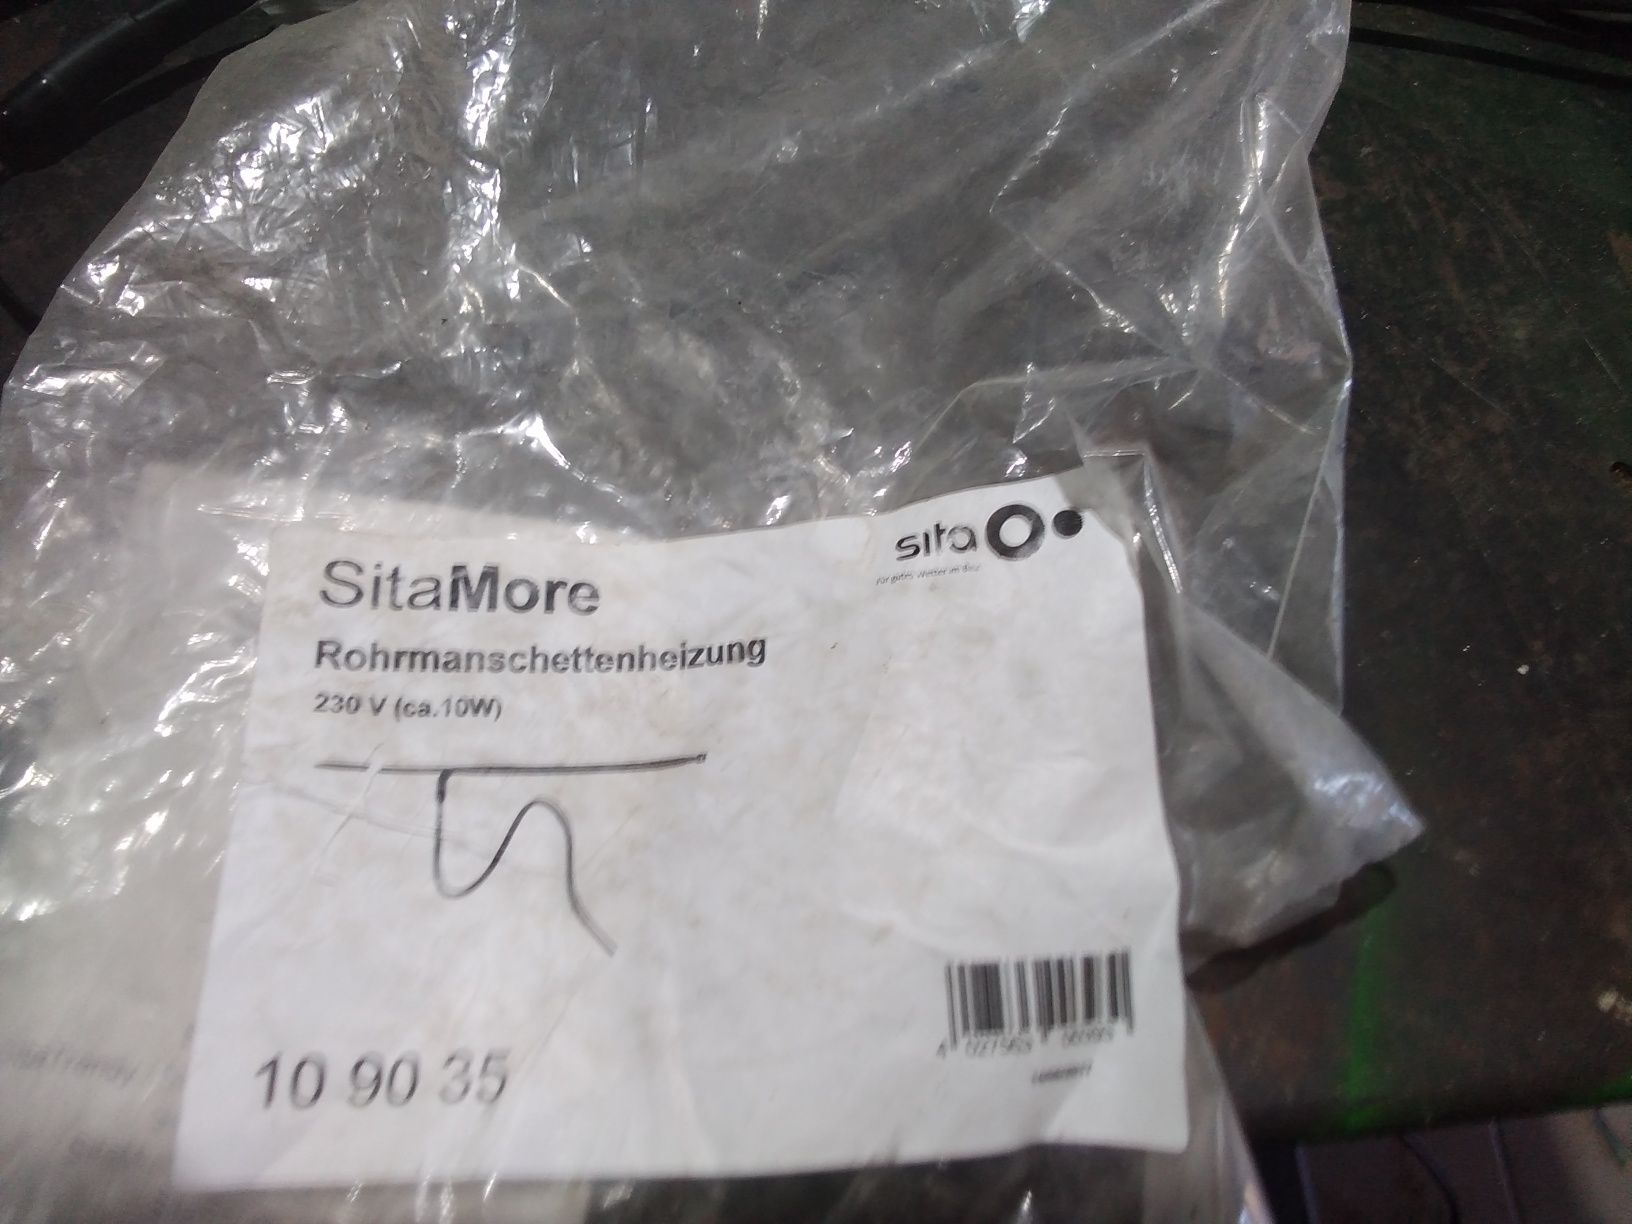 sita
SitaMore
Rohrmanschettenheizung
230 V (ca.10W)
10 90 35